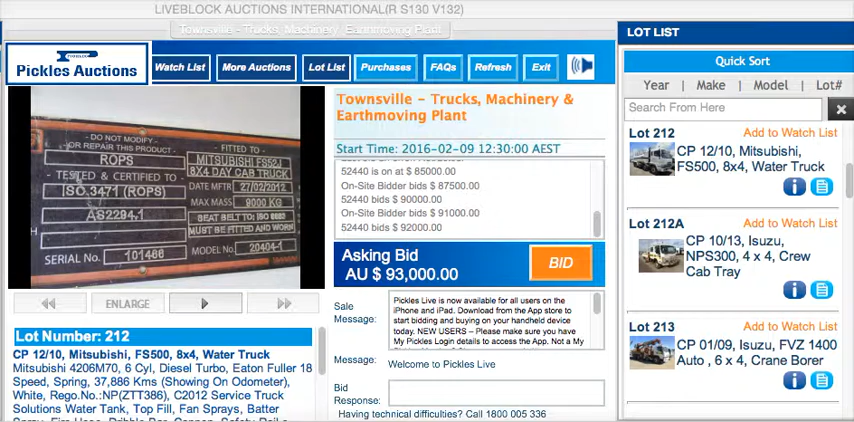 LIVEBLOCK AUCTIONS INTERNATIONAL(R S130 V132)
Townsville - Trucks, Machinery, Earthmoving Plant
PICKLES
Pickles Auctions
Watch List
More Auctions
Lot List
Purchases
FAQs
Refresh
Exit
- DO NOT MODIFY -
-OR REPAIR THIS PRODUCT -
ROPS
- TESTED & CERTIFIED TO -
ISO.3471 (ROPS)
AS2294.1
SERIAL No. 101466
- FITTED TO -
MITSUBISHI FS52J
8X4 DAY CAB TRUCK
DATE MFTR 27/02/2012
MAX MASS 9000 KG
SEAT BELT TO: ISO 6683
MUST BE FITTED AND WORN
MODEL No. 20404-1
ENLARGE
Lot Number: 212
CP 12/10, Mitsubishi, FS500, 8x4, Water Truck
Mitsubishi 4206M70, 6 Cyl, Diesel Turbo, Eaton Fuller 18
Speed, Spring, 37,886 Kms (Showing On Odometer),
White, Rego.No.:NP(ZTT386), C2012 Service Truck
Solutions Water Tank, Top Fill, Fan Sprays, Batter
Townsville - Trucks, Machinery &
Earthmoving Plant
Start Time: 2016-02-09 12:30:00 AEST
52440 is on at $ 85000.00
On-Site Bidder bids $ 87500.00
52440 bids $ 90000.00
On-Site Bidder bids $ 91000.00
52440 bids $ 92000.00
Asking Bid
AU $ 93,000.00
BID
Sale
Message:
Pickles Live is now available for all users on the
iPhone and iPad. Download from the App store to
start bidding and buying on your handheld device
today. NEW USERS - Please make sure you have
My Pickles Login details to access the App. Not a My
Message: Welcome to Pickles Live
Bid
Response:
Having technical difficulties? Call 1800 005 336
LOT LIST
Quick Sort
Year | Make | Model | Lot#
Search From Here
Lot 212 Add to Watch List
CP 12/10, Mitsubishi,
FS500, 8x4, Water Truck
Lot 212A Add to Watch List
CP 10/13, Isuzu,
NPS300, 4 x 4, Crew
Cab Tray
Lot 213 Add to Watch List
CP 01/09, Isuzu, FVZ 1400
Auto , 6 x 4, Crane Borer